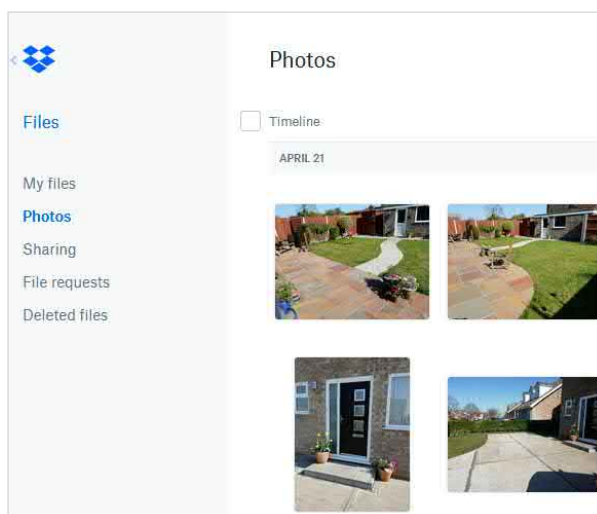 Photos
Files
Timeline
APRIL 21
My files
Photos
Sharing
File requests
Deleted files